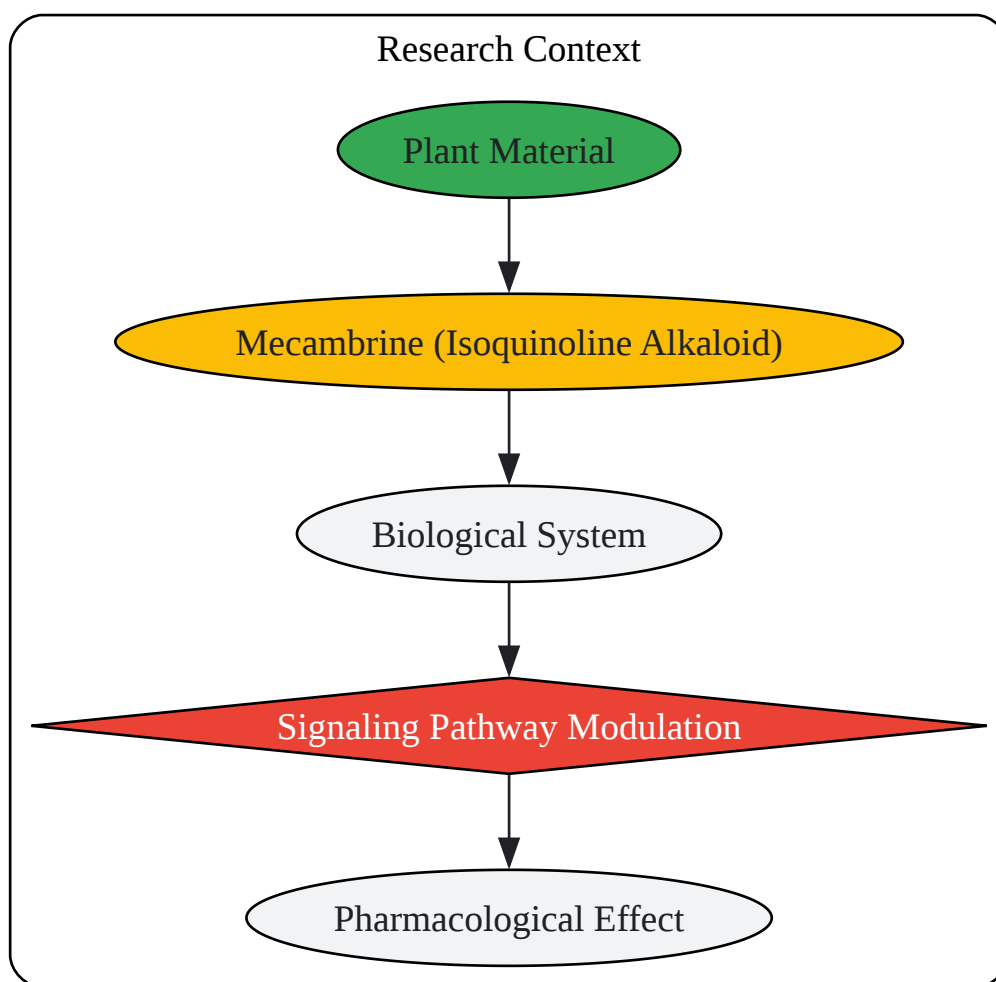 Research Context
Plant Material
Mecambrine (Isoquinoline Alkaloid)
Biological System
Signaling Pathway Modulation
Pharmacological Effect